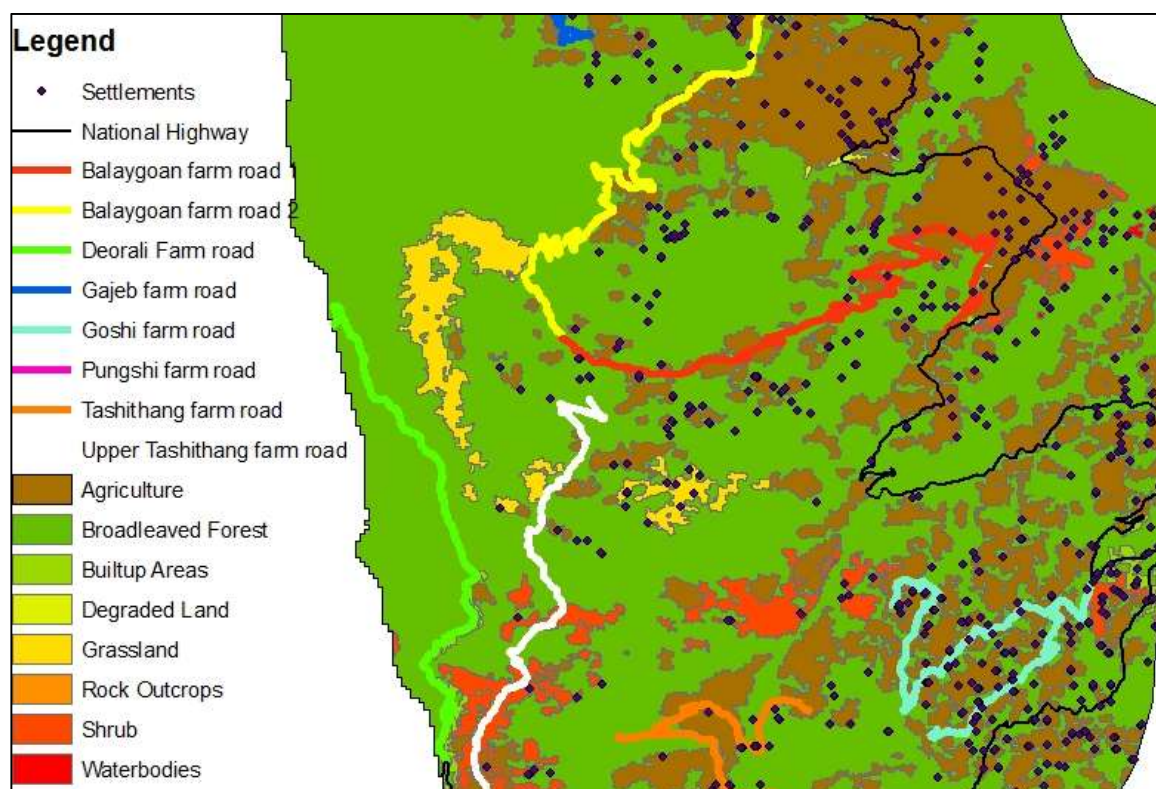 Legend
Settlements
National Highway
Balaygoan farm road 1
Balaygoan farm road 2
Deorali Farm road
Gajeb farm road
Goshi farm road
Pungshi farm road
Tashithang farm road
Upper Tashithang farm road
Agriculture
Broadleaved Forest
Builtup Areas
Degraded Land
Grassland
Rock Outcrops
Shrub
Waterbodies